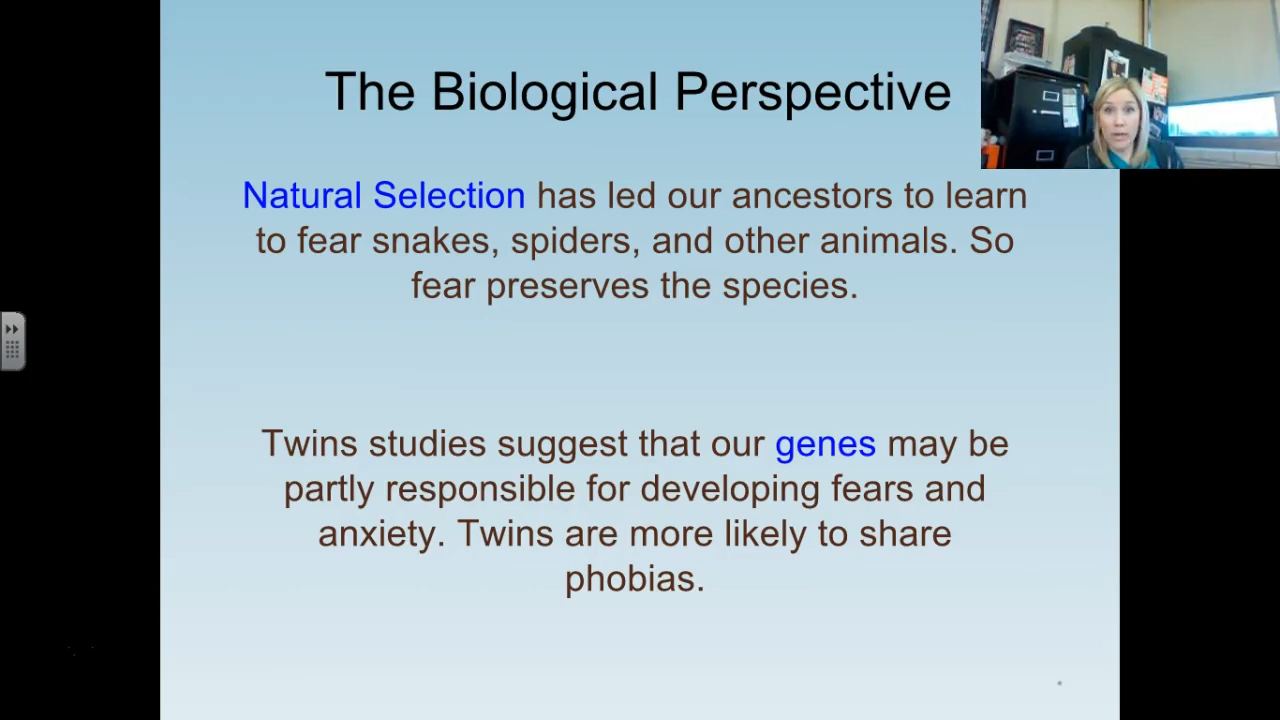 The Biological Perspective
Natural Selection has led our ancestors to learn
to fear snakes, spiders, and other animals. So
fear preserves the species.
Twins studies suggest that our genes may be
partly responsible for developing fears and
anxiety. Twins are more likely to share
phobias.